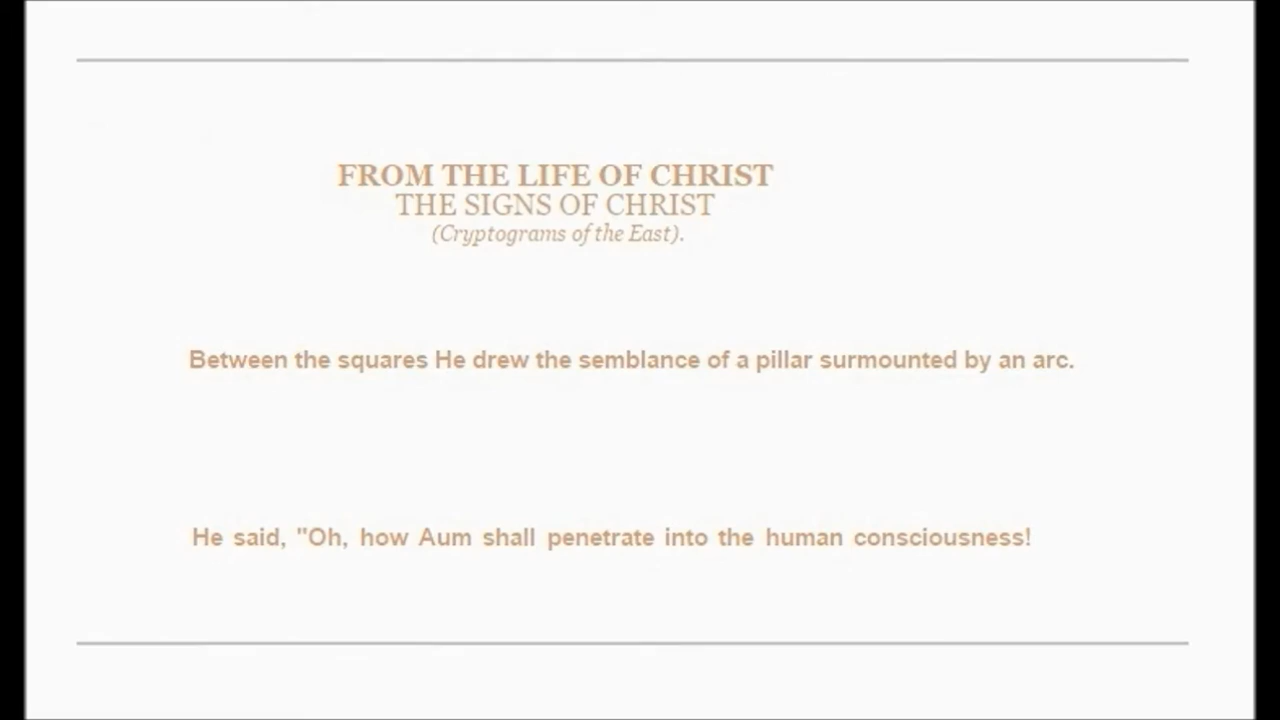 FROM THE LIFE OF CHRIST
THE SIGNS OF CHRIST
(Cryptograms of the East).
Between the squares He drew the semblance of a pillar surmounted by an arc.
He said, "Oh, how Aum shall penetrate into the human consciousness!